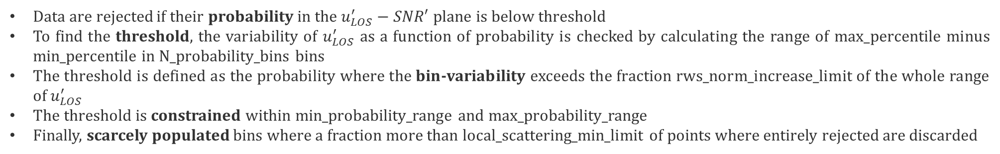 • Data are rejected if their probability in the $u'_{LOS} - SNR'$ plane is below threshold
• To find the threshold, the variability of $u'_{LOS}$ as a function of probability is checked by calculating the range of max_percentile minus
min_percentile in N_probability_bins bins
• The threshold is defined as the probability where the bin-variability exceeds the fraction rws_norm_increase_limit of the whole range
of $u'_{LOS}$
• The threshold is constrained within min_probability_range and max_probability_range
• Finally, scarcely populated bins where a fraction more than local_scattering_min_limit of points where entirely rejected are discarded